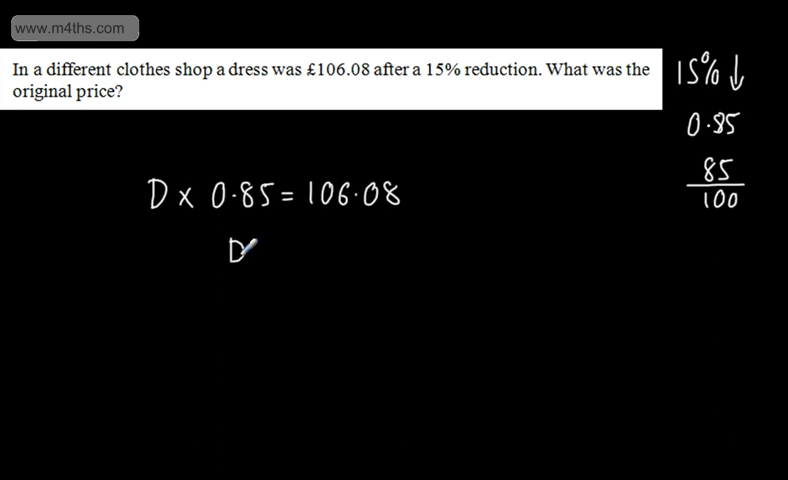 www.m4ths.com
In a different clothes shop a dress was £106.08 after a 15% reduction. What was the
original price?
15% ↓
0.85
85
100
D x 0.85 = 106.08
D